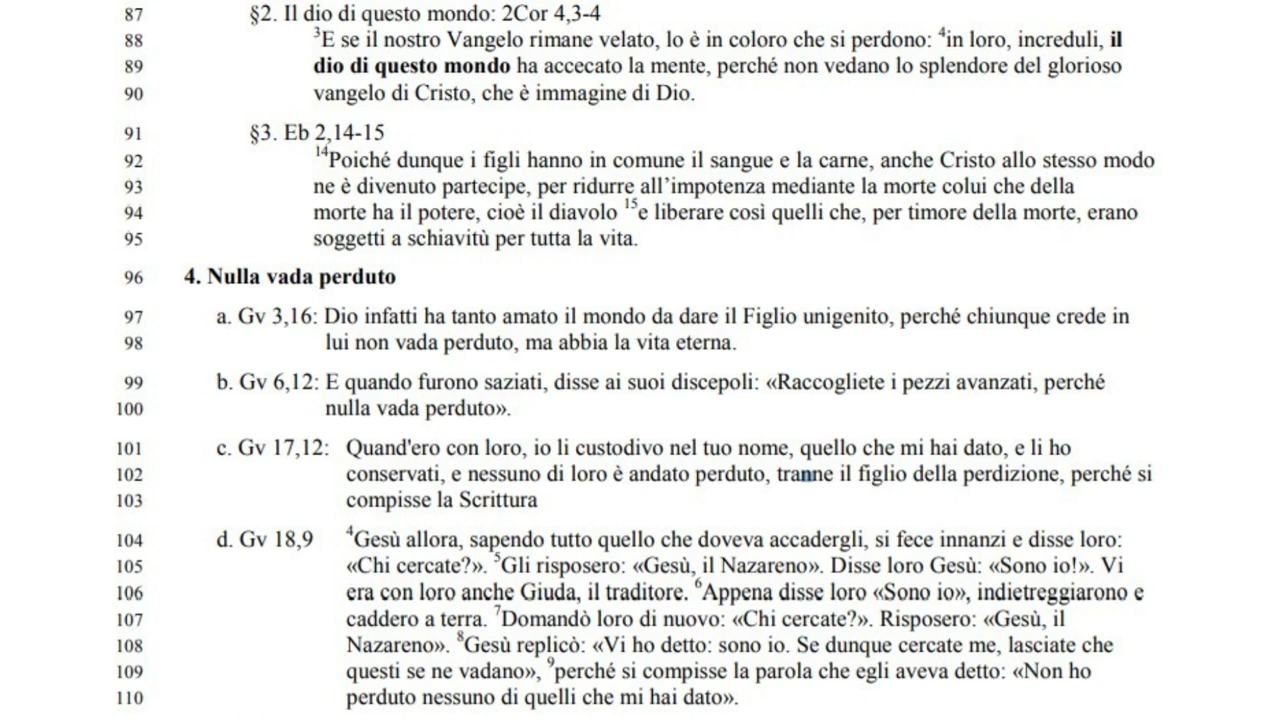 87 §2. Il dio di questo mondo: 2Cor 4,3-4
88 ³E se il nostro Vangelo rimane velato, lo è in coloro che si perdono: ⁴in loro, increduli, il
89 dio di questo mondo ha accecato la mente, perché non vedano lo splendore del glorioso
90 vangelo di Cristo, che è immagine di Dio.
91 §3. Eb 2,14-15
92 ¹⁴Poiché dunque i figli hanno in comune il sangue e la carne, anche Cristo allo stesso modo
93 ne è divenuto partecipe, per ridurre all’impotenza mediante la morte colui che della
94 morte ha il potere, cioè il diavolo ¹⁵e liberare così quelli che, per timore della morte, erano
95 soggetti a schiavitù per tutta la vita.
96 4. Nulla vada perduto
97 a. Gv 3,16: Dio infatti ha tanto amato il mondo da dare il Figlio unigenito, perché chiunque crede in
98 lui non vada perduto, ma abbia la vita eterna.
99 b. Gv 6,12: E quando furono saziati, disse ai suoi discepoli: «Raccogliete i pezzi avanzati, perché
100 nulla vada perduto».
101 c. Gv 17,12: Quand'ero con loro, io li custodivo nel tuo nome, quello che mi hai dato, e li ho
102 conservati, e nessuno di loro è andato perduto, tranne il figlio della perdizione, perché si
103 compisse la Scrittura
104 d. Gv 18,9 ⁴Gesù allora, sapendo tutto quello che doveva accadergli, si fece innanzi e disse loro:
105 «Chi cercate?». ⁵Gli risposero: «Gesù, il Nazareno». Disse loro Gesù: «Sono io!». Vi
106 era con loro anche Giuda, il traditore. ⁶Appena disse loro «Sono io», indietreggiarono e
107 caddero a terra. ⁷Domandò loro di nuovo: «Chi cercate?». Risposero: «Gesù, il
108 Nazareno». ⁸Gesù replicò: «Vi ho detto: sono io. Se dunque cercate me, lasciate che
109 questi se ne vadano», ⁹perché si compisse la parola che egli aveva detto: «Non ho
110 perduto nessuno di quelli che mi hai dato».